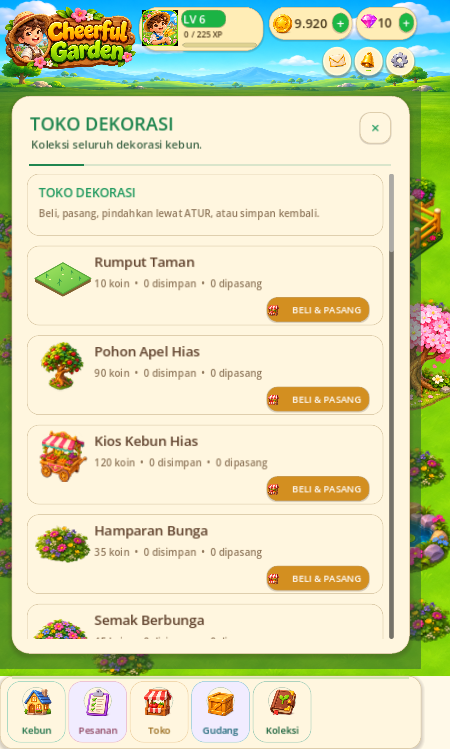 Cheerful
Garden
LV 6
0 / 225 XP
9.920
10
TOKO DEKORASI
Koleksi seluruh dekorasi kebun.
TOKO DEKORASI
Beli, pasang, pindahkan lewat ATUR, atau simpan kembali.
Rumput Taman
10 koin • 0 disimpan • 0 dipasang
BELI & PASANG
Pohon Apel Hias
90 koin • 0 disimpan • 0 dipasang
BELI & PASANG
Kios Kebun Hias
120 koin • 0 disimpan • 0 dipasang
BELI & PASANG
Hamparan Bunga
35 koin • 0 disimpan • 0 dipasang
BELI & PASANG
Semak Berbunga
Kebun
Pesanan
Toko
Gudang
Koleksi